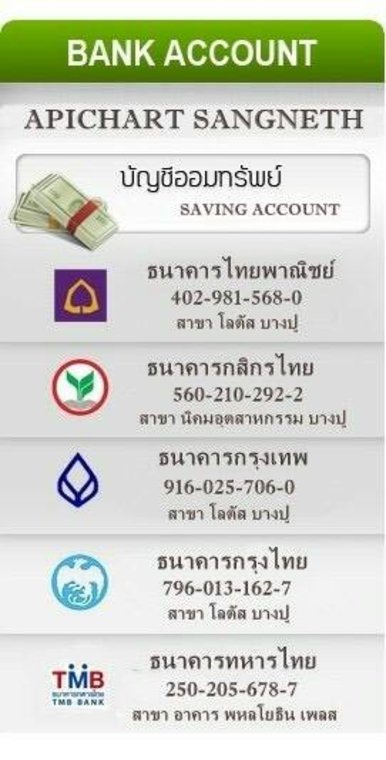 BANK ACCOUNT
APICHART SANGNETH
บัญชีออมทรัพย์
SAVING ACCOUNT
ธนาคารไทยพาณิชย์
402-981-568-0
สาขา โลตัส บางปู
ธนาคารกสิกรไทย
560-210-292-2
สาขา นิคมอุตสาหกรรม บางปู
ธนาคารกรุงเทพ
916-025-706-0
สาขา โลตัส บางปู
ธนาคารกรุงไทย
796-013-162-7
สาขา โลตัส บางปู
ธนาคารทหารไทย
TMB
250-205-678-7
ธนาคารทหารไทย
TMB BANK
สาขา อาคาร พหลโยธิน เพลส